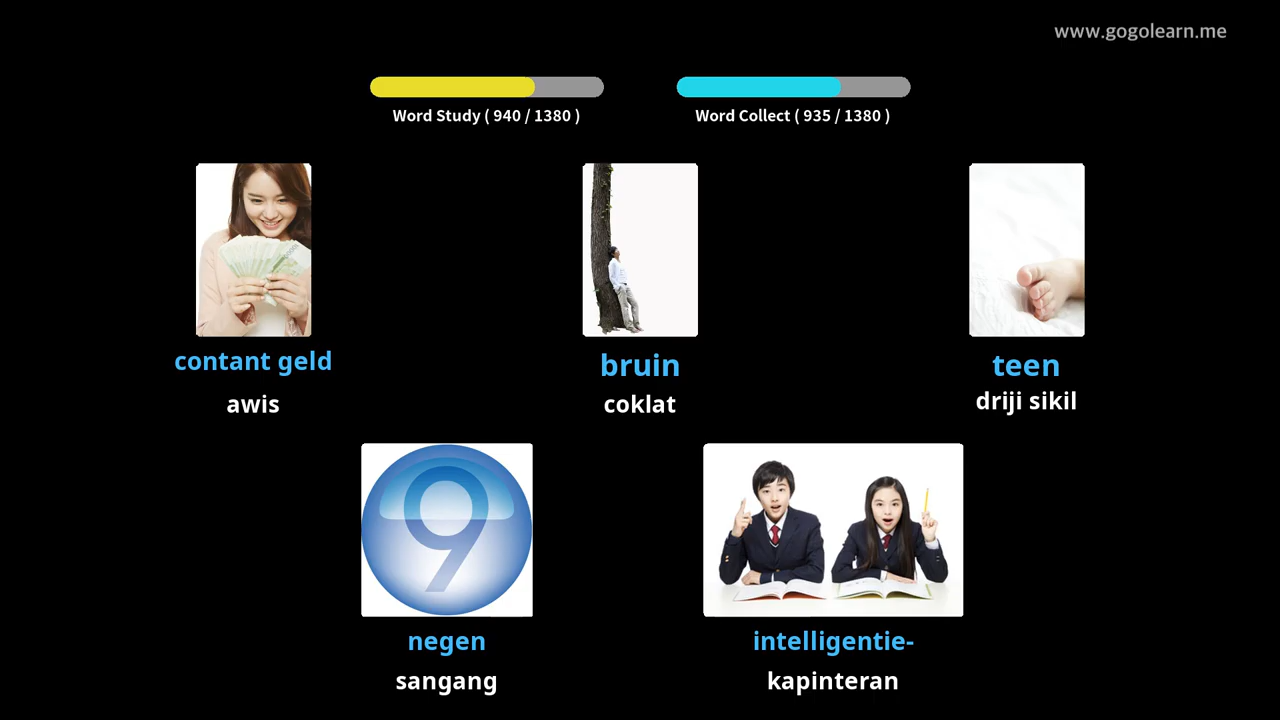 www.gogolearn.me
Word Study ( 940 / 1380 )
Word Collect ( 935 / 1380 )
contant geld
bruin
teen
awis
coklat
driji sikil
9
negen
intelligentie-
sangang
kapinteran